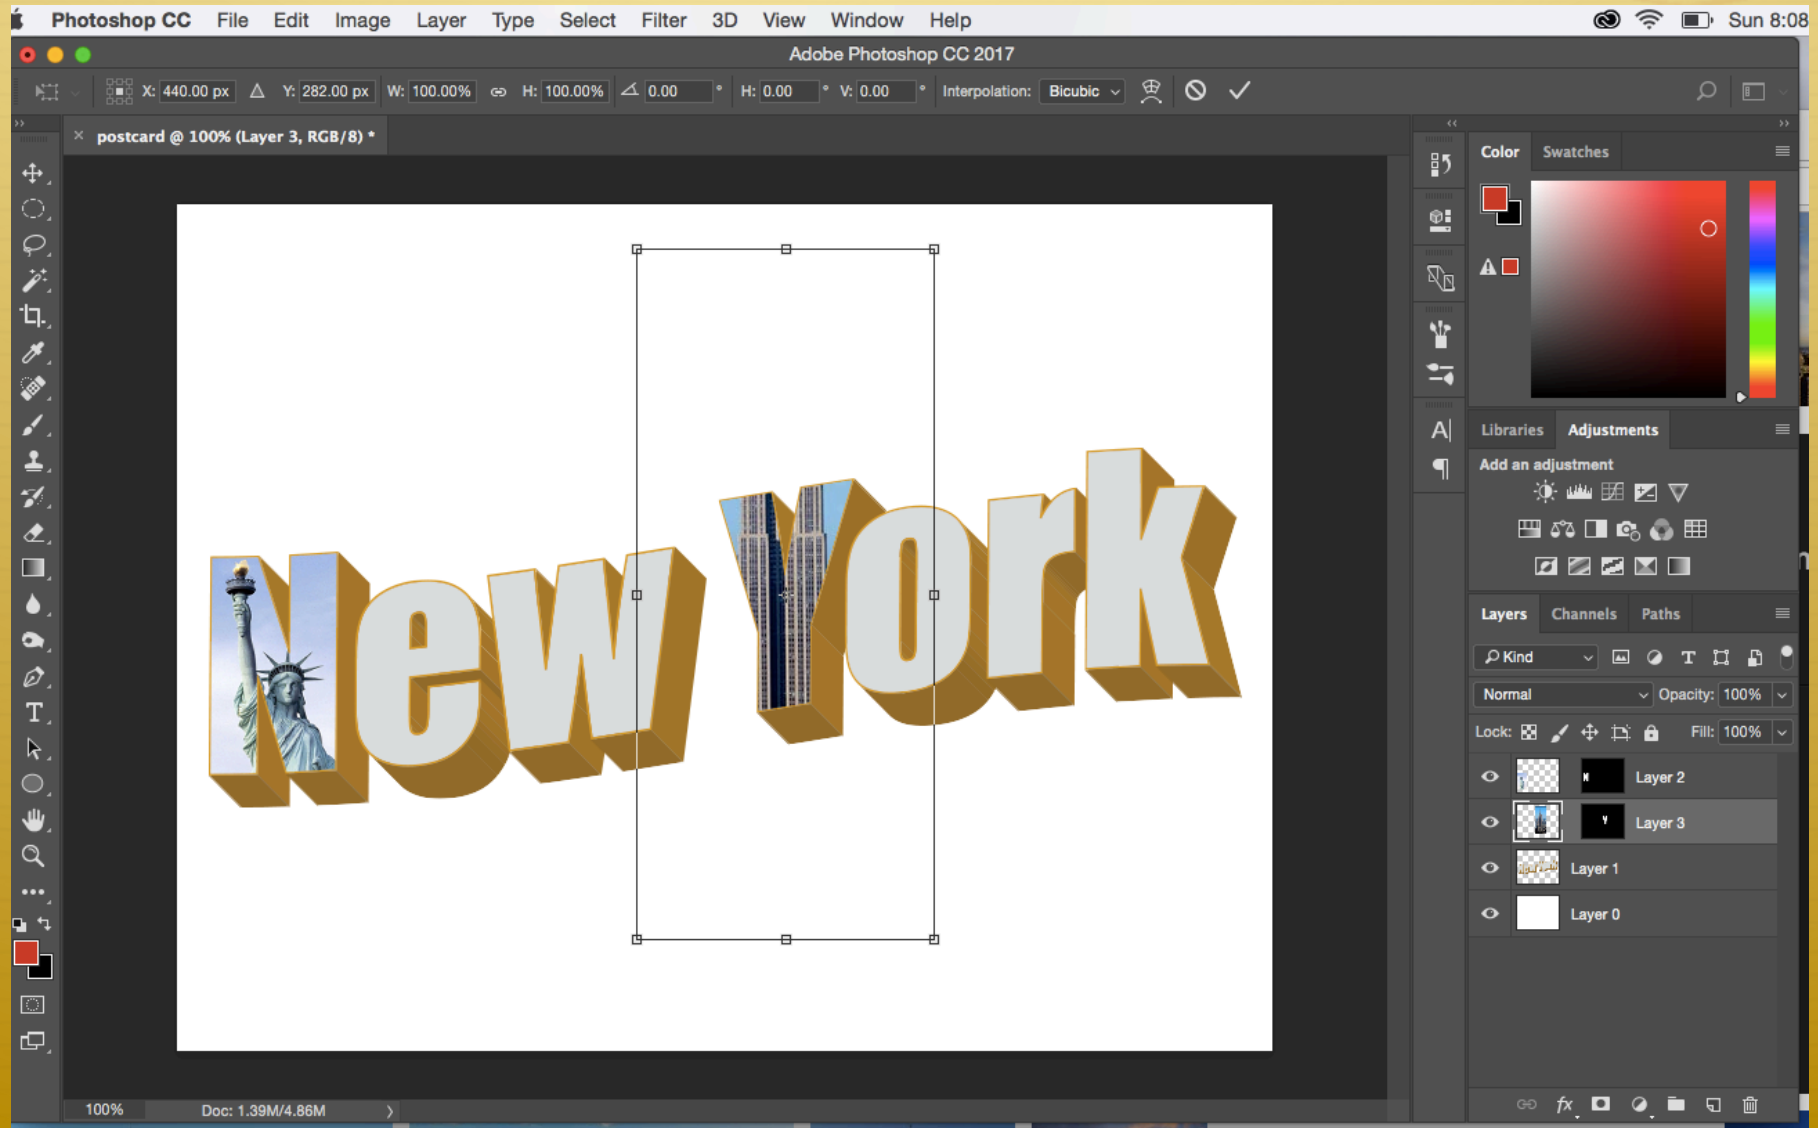 Photoshop CC File Edit Image Layer Type Select Filter 3D View Window Help Sun 8:08
Adobe Photoshop CC 2017
X: 440.00 px Y: 282.00 px W: 100.00% H: 100.00% 0.00 ° H: 0.00 ° V: 0.00 ° Interpolation: Bicubic
postcard @ 100% (Layer 3, RGB/8) *
Color Swatches
New York
Libraries Adjustments
Add an adjustment
Layers Channels Paths
Kind
Normal Opacity: 100%
Lock: Fill: 100%
Layer 2
Layer 3
Layer 1
Layer 0
100% Doc: 1.39M/4.86M
fx